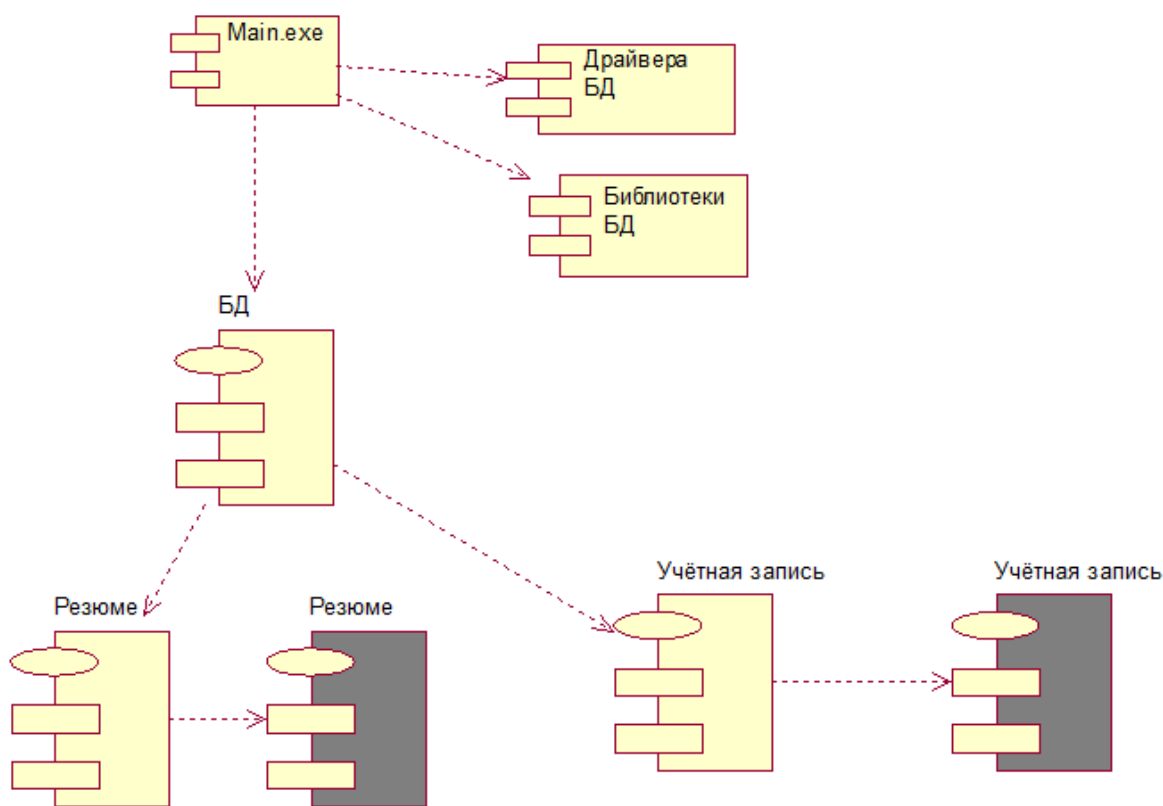 Main.exe
Драйвера
БД
Библиотеки
БД
БД
Учётная запись
Учётная запись
Резюме
Резюме